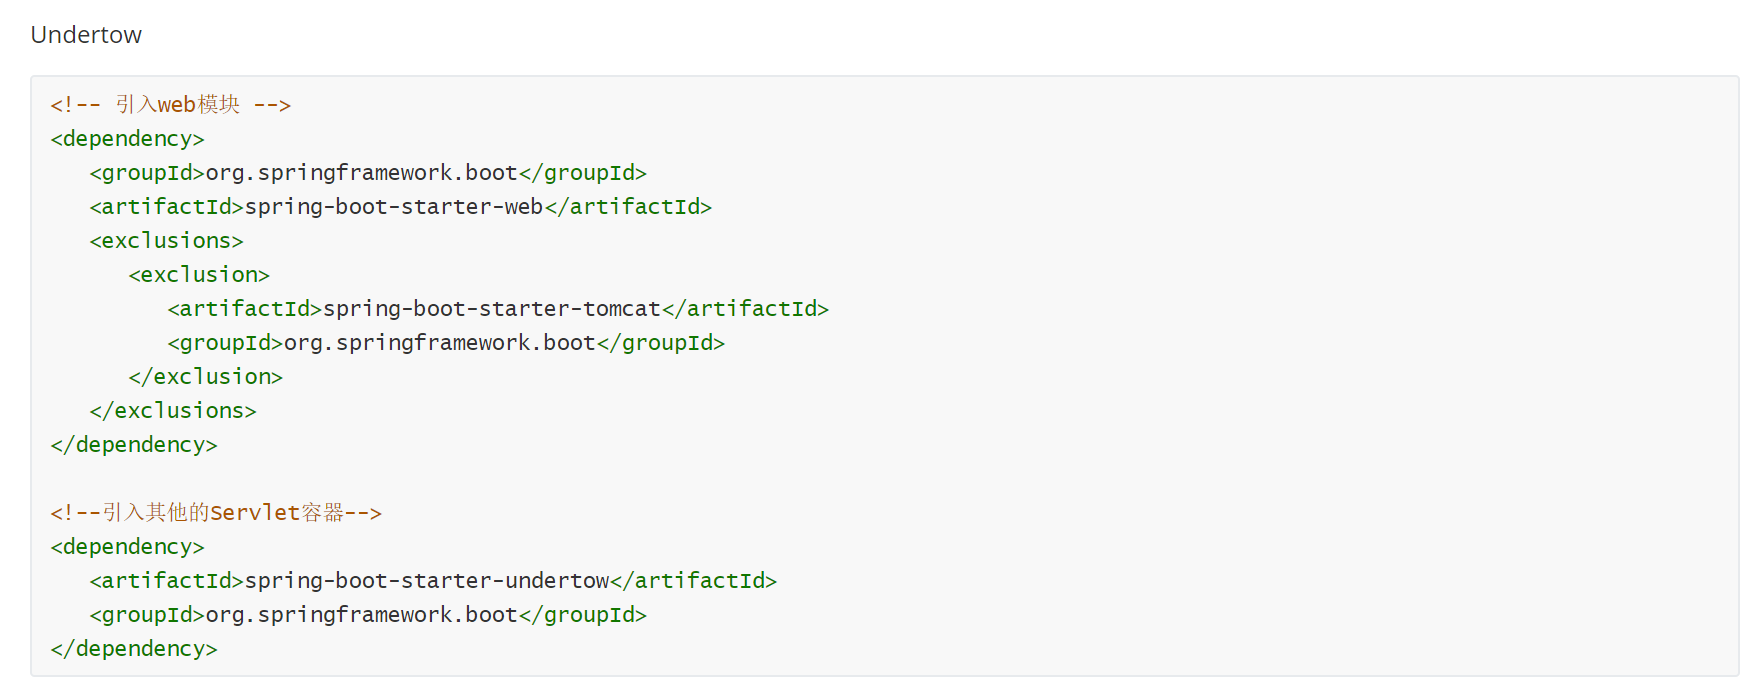 Undertow
<!-- 引入web模块 -->
<dependency>
   <groupId>org.springframework.boot</groupId>
   <artifactId>spring-boot-starter-web</artifactId>
   <exclusions>
      <exclusion>
         <artifactId>spring-boot-starter-tomcat</artifactId>
         <groupId>org.springframework.boot</groupId>
      </exclusion>
   </exclusions>
</dependency>

<!--引入其他的Servlet容器-->
<dependency>
   <artifactId>spring-boot-starter-undertow</artifactId>
   <groupId>org.springframework.boot</groupId>
</dependency>